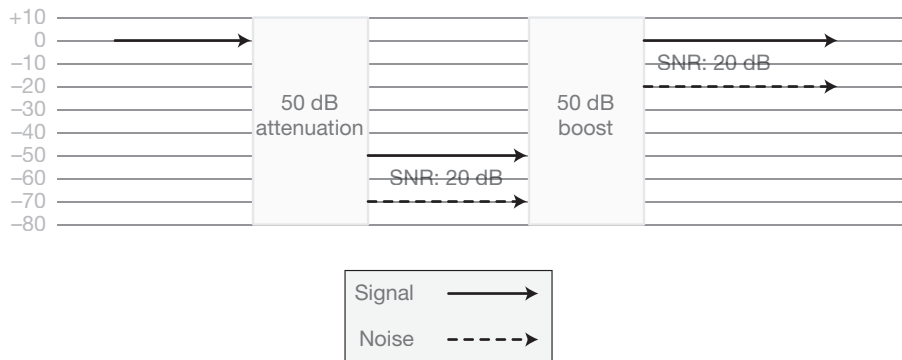 +10
0
–10
–20
–30
–40
–50
–60
–70
–80
50 dB
attenuation
SNR: 20 dB
50 dB
boost
SNR: 20 dB
Signal
Noise